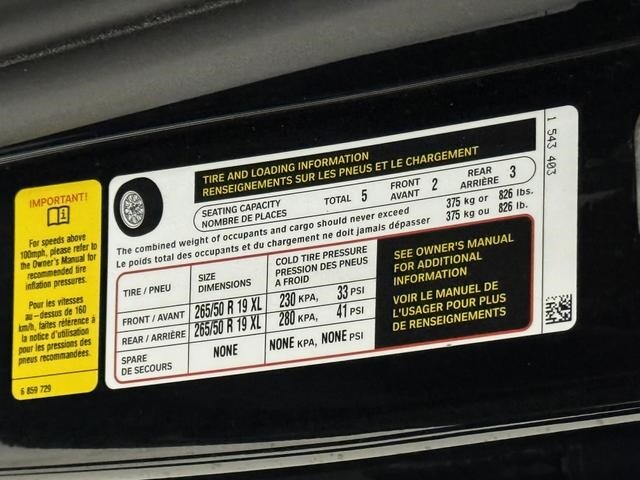 IMPORTANT!
For speeds above
100mph, please refer to
the Owner's Manual for
recommended tire
inflation pressures.
Pour les vitesses
au-dessus de 160
km/h, faites référence à
la notice d'utilisation
pour les pressions des
pneus recommandées.
6 859 729
TIRE AND LOADING INFORMATION
RENSEIGNEMENTS SUR LES PNEUS ET LE CHARGEMENT
SEATING CAPACITY
NOMBRE DE PLACES
TOTAL 5
FRONT
AVANT 2
REAR
ARRIÈRE 3
The combined weight of occupants and cargo should never exceed 375 kg or 826 lbs.
Le poids total des occupants et du chargement ne doit jamais dépasser 375 kg ou 826 lb.
TIRE / PNEU
SIZE
DIMENSIONS
COLD TIRE PRESSURE
PRESSION DES PNEUS
A FROID
FRONT / AVANT 265/50 R 19 XL 230 KPA, 33 PSI
REAR / ARRIÈRE 265/50 R 19 XL 280 KPA, 41 PSI
SPARE
DE SECOURS NONE NONE KPA, NONE PSI
SEE OWNER'S MANUAL
FOR ADDITIONAL
INFORMATION
VOIR LE MANUEL DE
L'USAGER POUR PLUS
DE RENSEIGNEMENTS
1 543 403